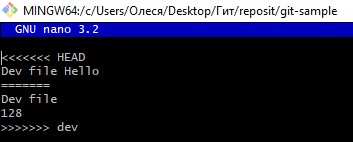 MINGW64:/c/Users/Олеся/Desktop/Гит/reposit/git-sample
GNU nano 3.2
<<<<<<< HEAD
Dev file Hello
=======
Dev file
128
>>>>>>> dev